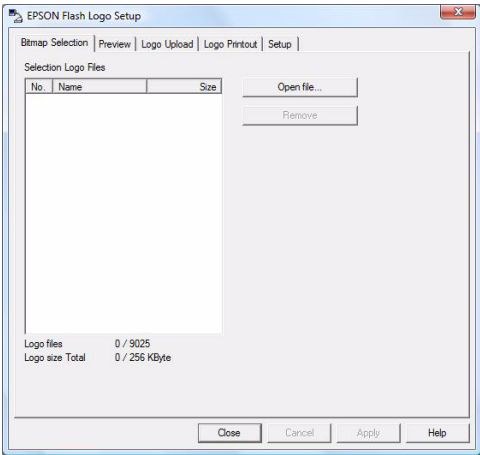 EPSON Flash Logo Setup
Bitmap Selection Preview Logo Upload Logo Printout Setup
Selection Logo Files
No. Name Size
Open file...
Remove
Logo files 0 / 9025
Logo size Total 0 / 256 KByte
Close Cancel Apply Help